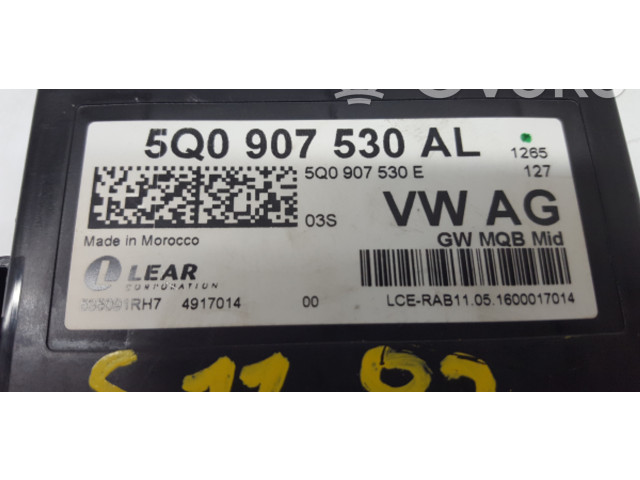 5Q0 907 530 AL
1265
5Q0 907 530 E
127
03S
VW AG
Made in Morocco
GW MQB Mid
LEAR
CORPORATION
4917014
00
LCE-RAB11.05.1600017014